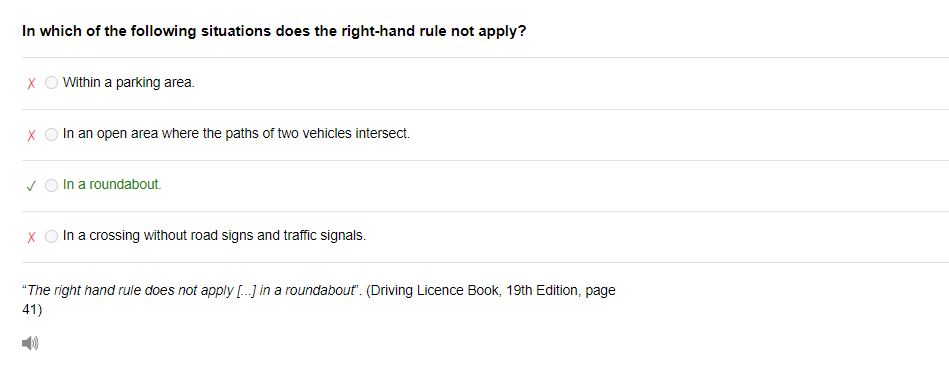 In which of the following situations does the right-hand rule not apply?
✗ Within a parking area.
✗ In an open area where the paths of two vehicles intersect.
✓ In a roundabout.
✗ In a crossing without road signs and traffic signals.
“The right hand rule does not apply [...] in a roundabout”. (Driving Licence Book, 19th Edition, page
41)